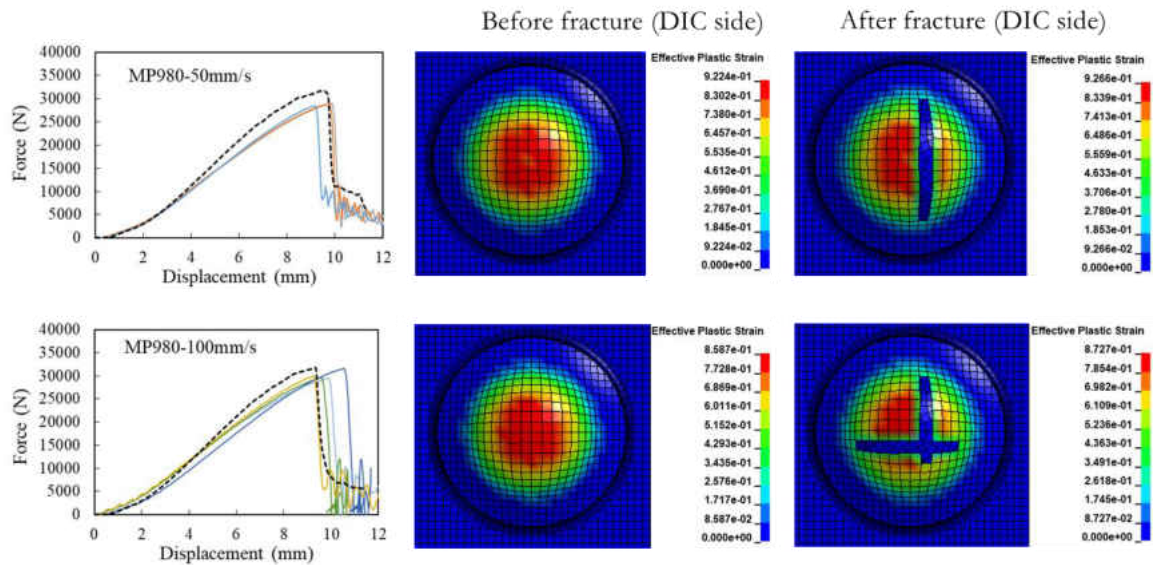 Before fracture (DIC side)
After fracture (DIC side)
40000
35000
30000
25000
20000
15000
10000
5000
0
Force (N)
MP980-50mm/s
0 2 4 6 8 10 12
Displacement (mm)
Effective Plastic Strain
9.224e-01
8.302e-01
7.380e-01
6.457e-01
5.535e-01
4.612e-01
3.690e-01
2.767e-01
1.845e-01
9.224e-02
0.000e+00
Effective Plastic Strain
9.266e-01
8.339e-01
7.413e-01
6.486e-01
5.559e-01
4.633e-01
3.706e-01
2.780e-01
1.853e-01
9.266e-02
0.000e+00
40000
35000
30000
25000
20000
15000
10000
5000
0
Force (N)
MP980-100mm/s
0 2 4 6 8 10 12
Displacement (mm)
Effective Plastic Strain
8.587e-01
7.728e-01
6.869e-01
6.011e-01
5.152e-01
4.293e-01
3.435e-01
2.576e-01
1.717e-01
8.587e-02
0.000e+00
Effective Plastic Strain
8.727e-01
7.854e-01
6.982e-01
6.109e-01
5.236e-01
4.363e-01
3.491e-01
2.618e-01
1.745e-01
8.727e-02
0.000e+00